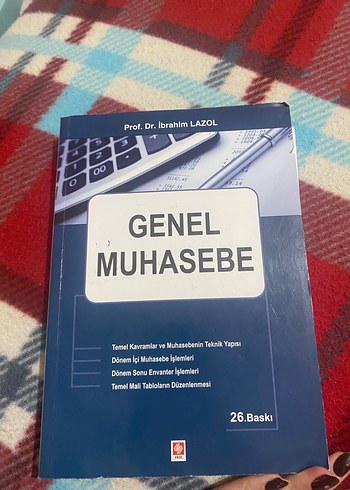 Prof. Dr. İbrahim LAZOL
GENEL
MUHASEBE
Temel Kavramlar ve Muhasebenin Teknik Yapısı
Dönem İçi Muhasebe İşlemleri
Dönem Sonu Envanter İşlemleri
Temel Mali Tabloların Düzenlenmesi
26.Baskı